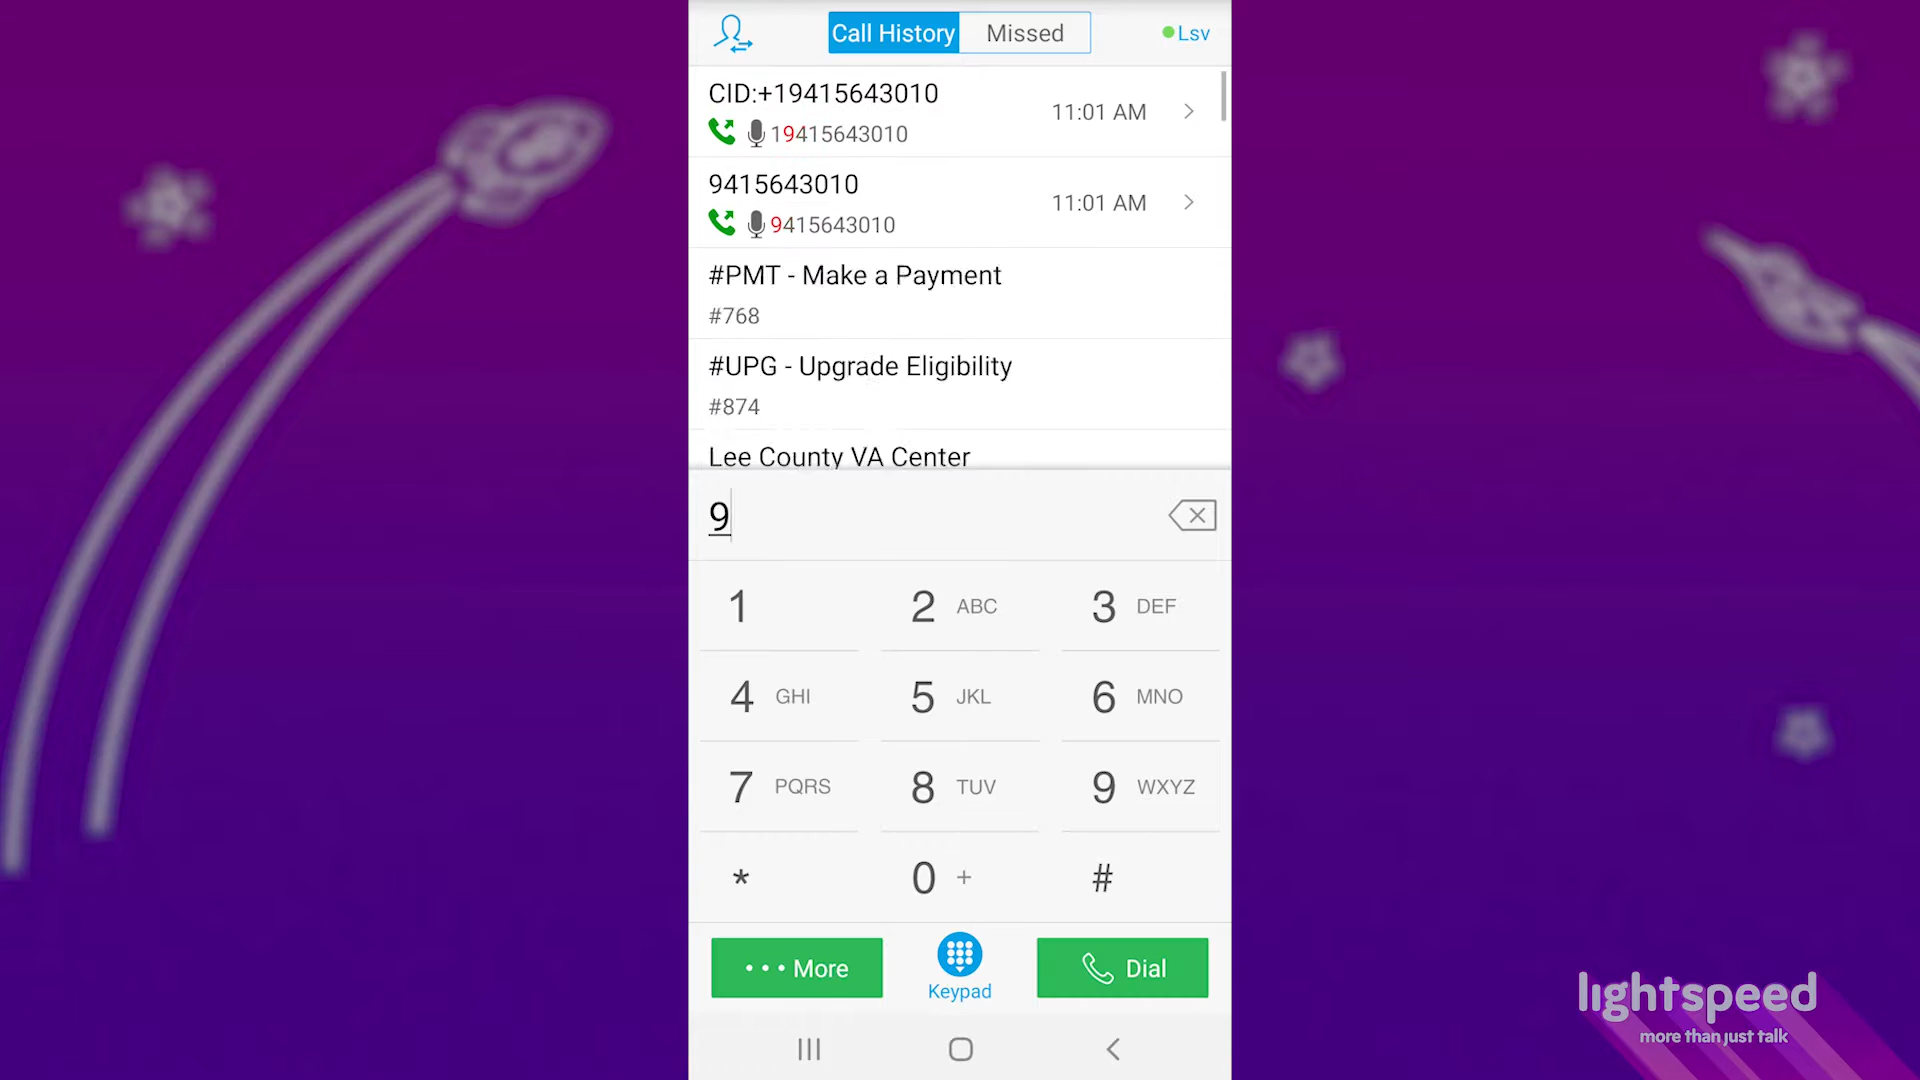 Call History Missed Lsv
CID:+19415643010
19415643010
11:01 AM
9415643010
9415643010
11:01 AM
#PMT - Make a Payment
#768
#UPG - Upgrade Eligibility
#874
Lee County VA Center
9
1 2 ABC 3 DEF
4 GHI 5 JKL 6 MNO
7 PQRS 8 TUV 9 WXYZ
* 0 + #
••• More Keypad Dial
lightspeed
more than just talk